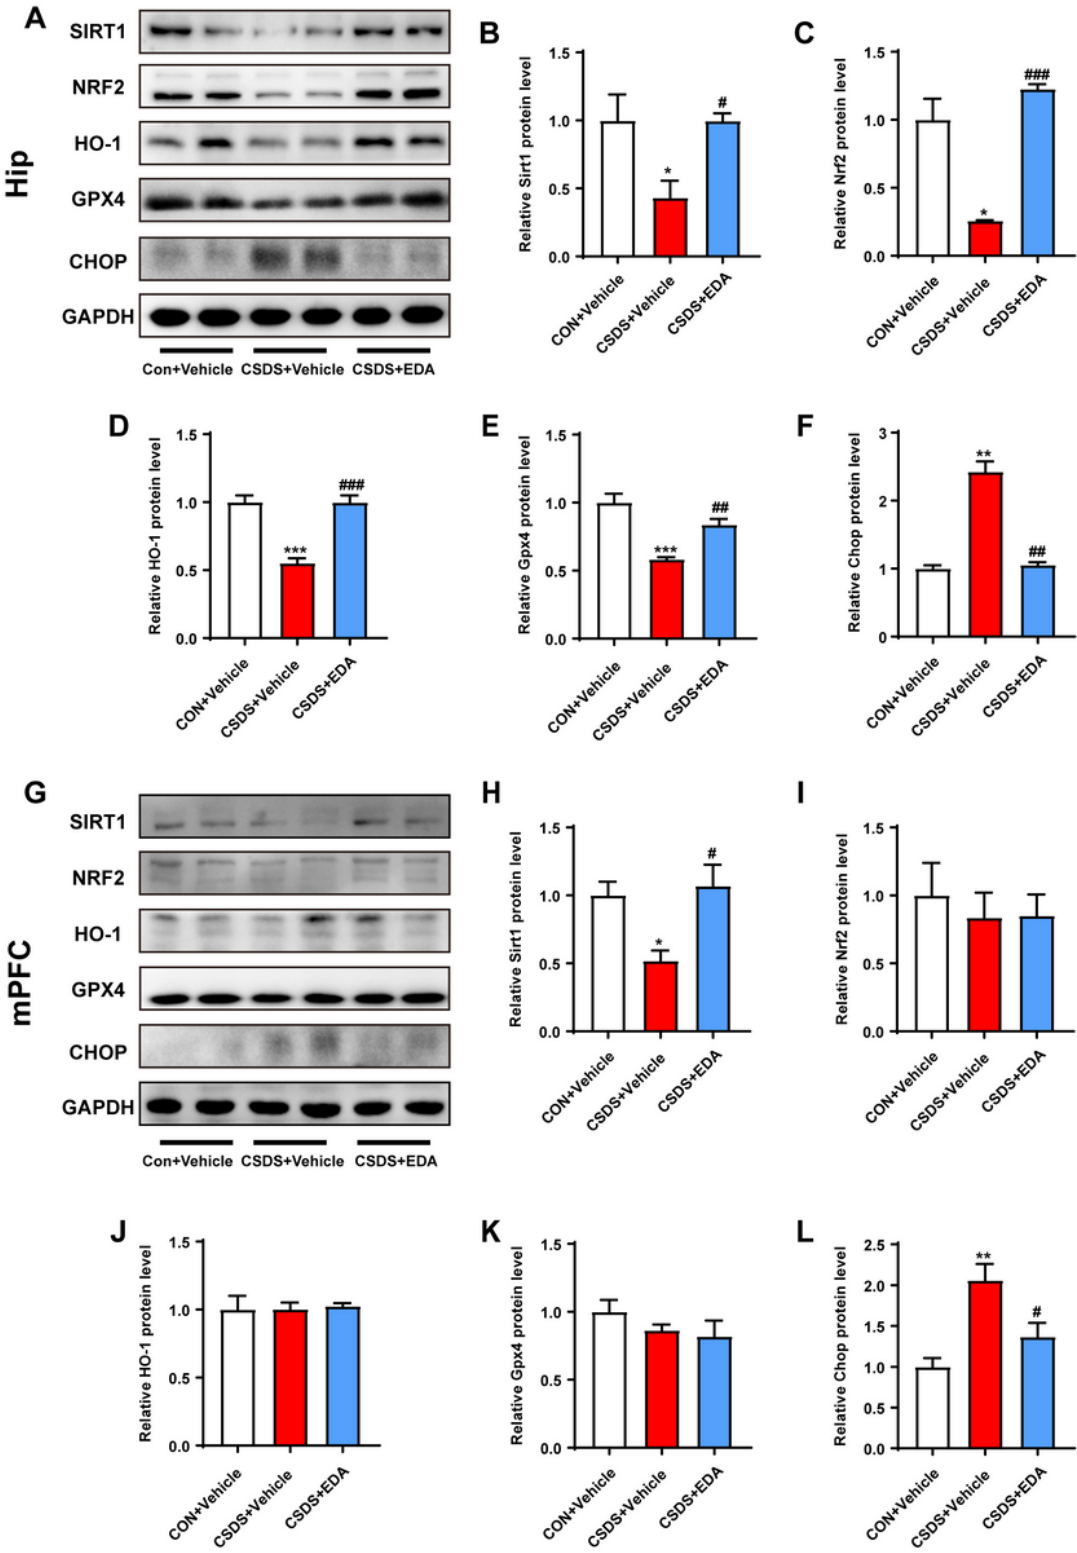 A
Hip
SIRT1
NRF2
HO-1
GPX4
CHOP
GAPDH
Con+Vehicle CSDS+Vehicle CSDS+EDA
B
Relative Sirt1 protein level
1.5
1.0
0.5
0.0
*
#
CON+Vehicle
CSDS+Vehicle
CSDS+EDA
C
Relative Nrf2 protein level
1.5
1.0
0.5
0.0
*
###
CON+Vehicle
CSDS+Vehicle
CSDS+EDA
D
Relative HO-1 protein level
1.5
1.0
0.5
0.0
***
###
CON+Vehicle
CSDS+Vehicle
CSDS+EDA
E
Relative Gpx4 protein level
1.5
1.0
0.5
0.0
***
##
CON+Vehicle
CSDS+Vehicle
CSDS+EDA
F
Relative Chop protein level
3
2
1
0
**
##
CON+Vehicle
CSDS+Vehicle
CSDS+EDA
G
mPFC
SIRT1
NRF2
HO-1
GPX4
CHOP
GAPDH
Con+Vehicle CSDS+Vehicle CSDS+EDA
H
Relative Sirt1 protein level
1.5
1.0
0.5
0.0
*
#
CON+Vehicle
CSDS+Vehicle
CSDS+EDA
I
Relative Nrf2 protein level
1.5
1.0
0.5
0.0
CON+Vehicle
CSDS+Vehicle
CSDS+EDA
J
Relative HO-1 protein level
1.5
1.0
0.5
0.0
CON+Vehicle
CSDS+Vehicle
CSDS+EDA
K
Relative Gpx4 protein level
1.5
1.0
0.5
0.0
CON+Vehicle
CSDS+Vehicle
CSDS+EDA
L
Relative Chop protein level
2.5
2.0
1.5
1.0
0.5
0.0
**
#
CON+Vehicle
CSDS+Vehicle
CSDS+EDA